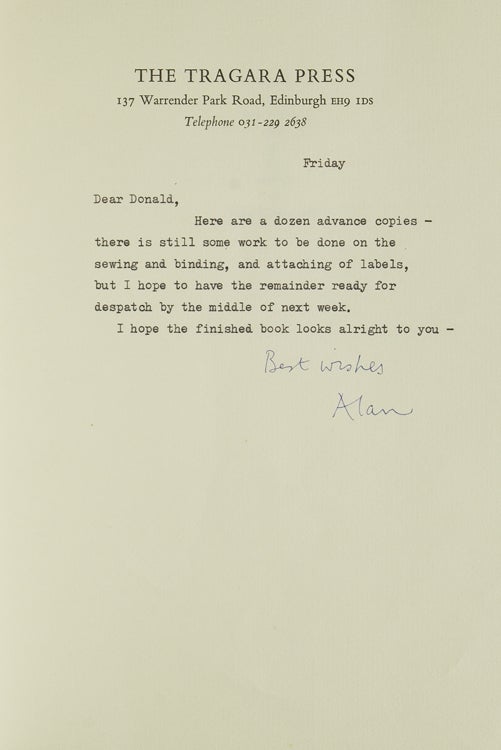 THE TRAGARA PRESS
137 Warrender Park Road, Edinburgh EH9 1DS
Telephone 031-229 2638
Friday
Dear Donald,
Here are a dozen advance copies –
there is still some work to be done on the
sewing and binding, and attaching of labels,
but I hope to have the remainder ready for
despatch by the middle of next week.
I hope the finished book looks alright to you –
Best wishes
Alan